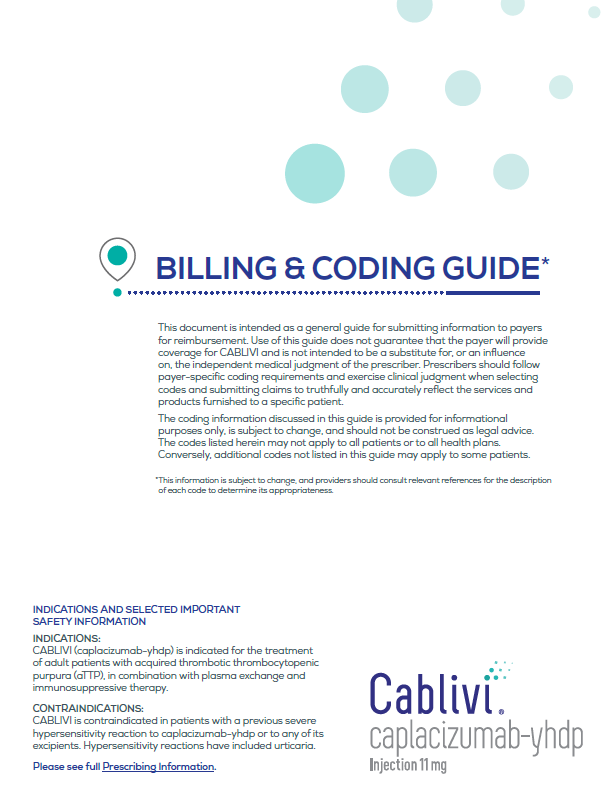 BILLING & CODING GUIDE*
This document is intended as a general guide for submitting information to payers
for reimbursement. Use of this guide does not guarantee that the payer will provide
coverage for CABLIVI and is not intended to be a substitute for, or an influence
on, the independent medical judgment of the prescriber. Prescribers should follow
payer-specific coding requirements and exercise clinical judgment when selecting
codes and submitting claims to truthfully and accurately reflect the services and
products furnished to a specific patient.
The coding information discussed in this guide is provided for informational
purposes only, is subject to change, and should not be construed as legal advice.
The codes listed herein may not apply to all patients or to all health plans.
Conversely, additional codes not listed in this guide may apply to some patients.
*This information is subject to change, and providers should consult relevant references for the description
of each code to determine its appropriateness.
INDICATIONS AND SELECTED IMPORTANT
SAFETY INFORMATION
INDICATIONS:
CABLIVI (caplacizumab-yhdp) is indicated for the treatment
of adult patients with acquired thrombotic thrombocytopenic
purpura (aTTP), in combination with plasma exchange and
immunosuppressive therapy.
CONTRAINDICATIONS:
CABLIVI is contraindicated in patients with a previous severe
hypersensitivity reaction to caplacizumab-yhdp or to any of its
excipients. Hypersensitivity reactions have included urticaria.
Please see full Prescribing Information.
Cablivi®
caplacizumab-yhdp
Injection 11 mg